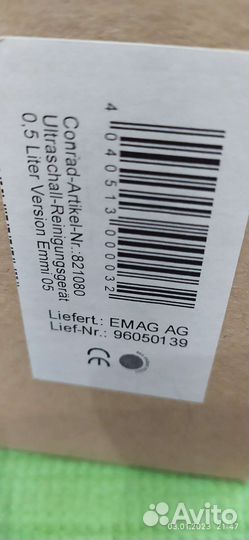 Conrad-Artikel-Nr.:821080
Ultraschall-Reinigungsgerät
0,5 Liter Version Emmi 05
4 040513 000032
Liefert.: EMAG AG
Lief-Nr.: 96050139
CE
Avito
03.01.2023 21:47